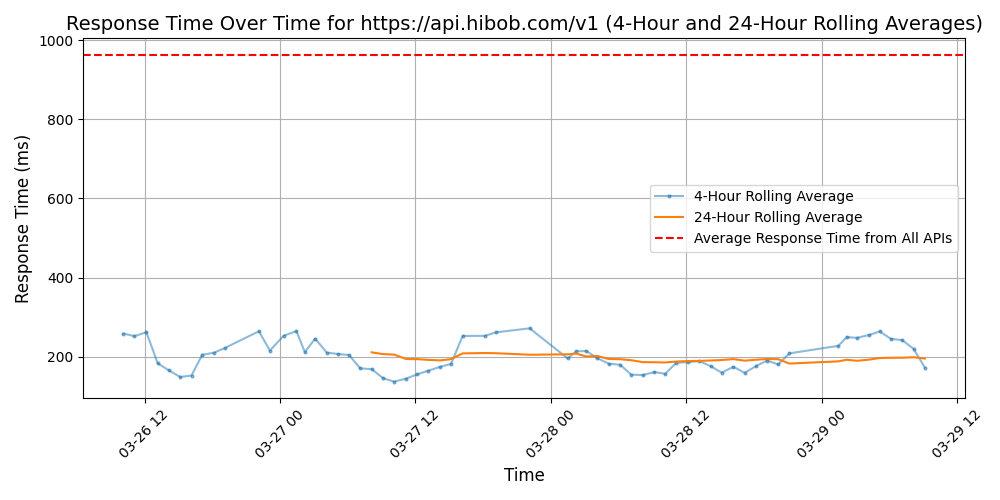 Response Time Over Time for https://api.hibob.com/v1 (4-Hour and 24-Hour Rolling Averages)
Response Time (ms)
1000
800
600
400
200
4-Hour Rolling Average
24-Hour Rolling Average
Average Response Time from All APIs
03-26 12
03-27 00
03-27 12
03-28 00
03-28 12
03-29 00
03-29 12
Time